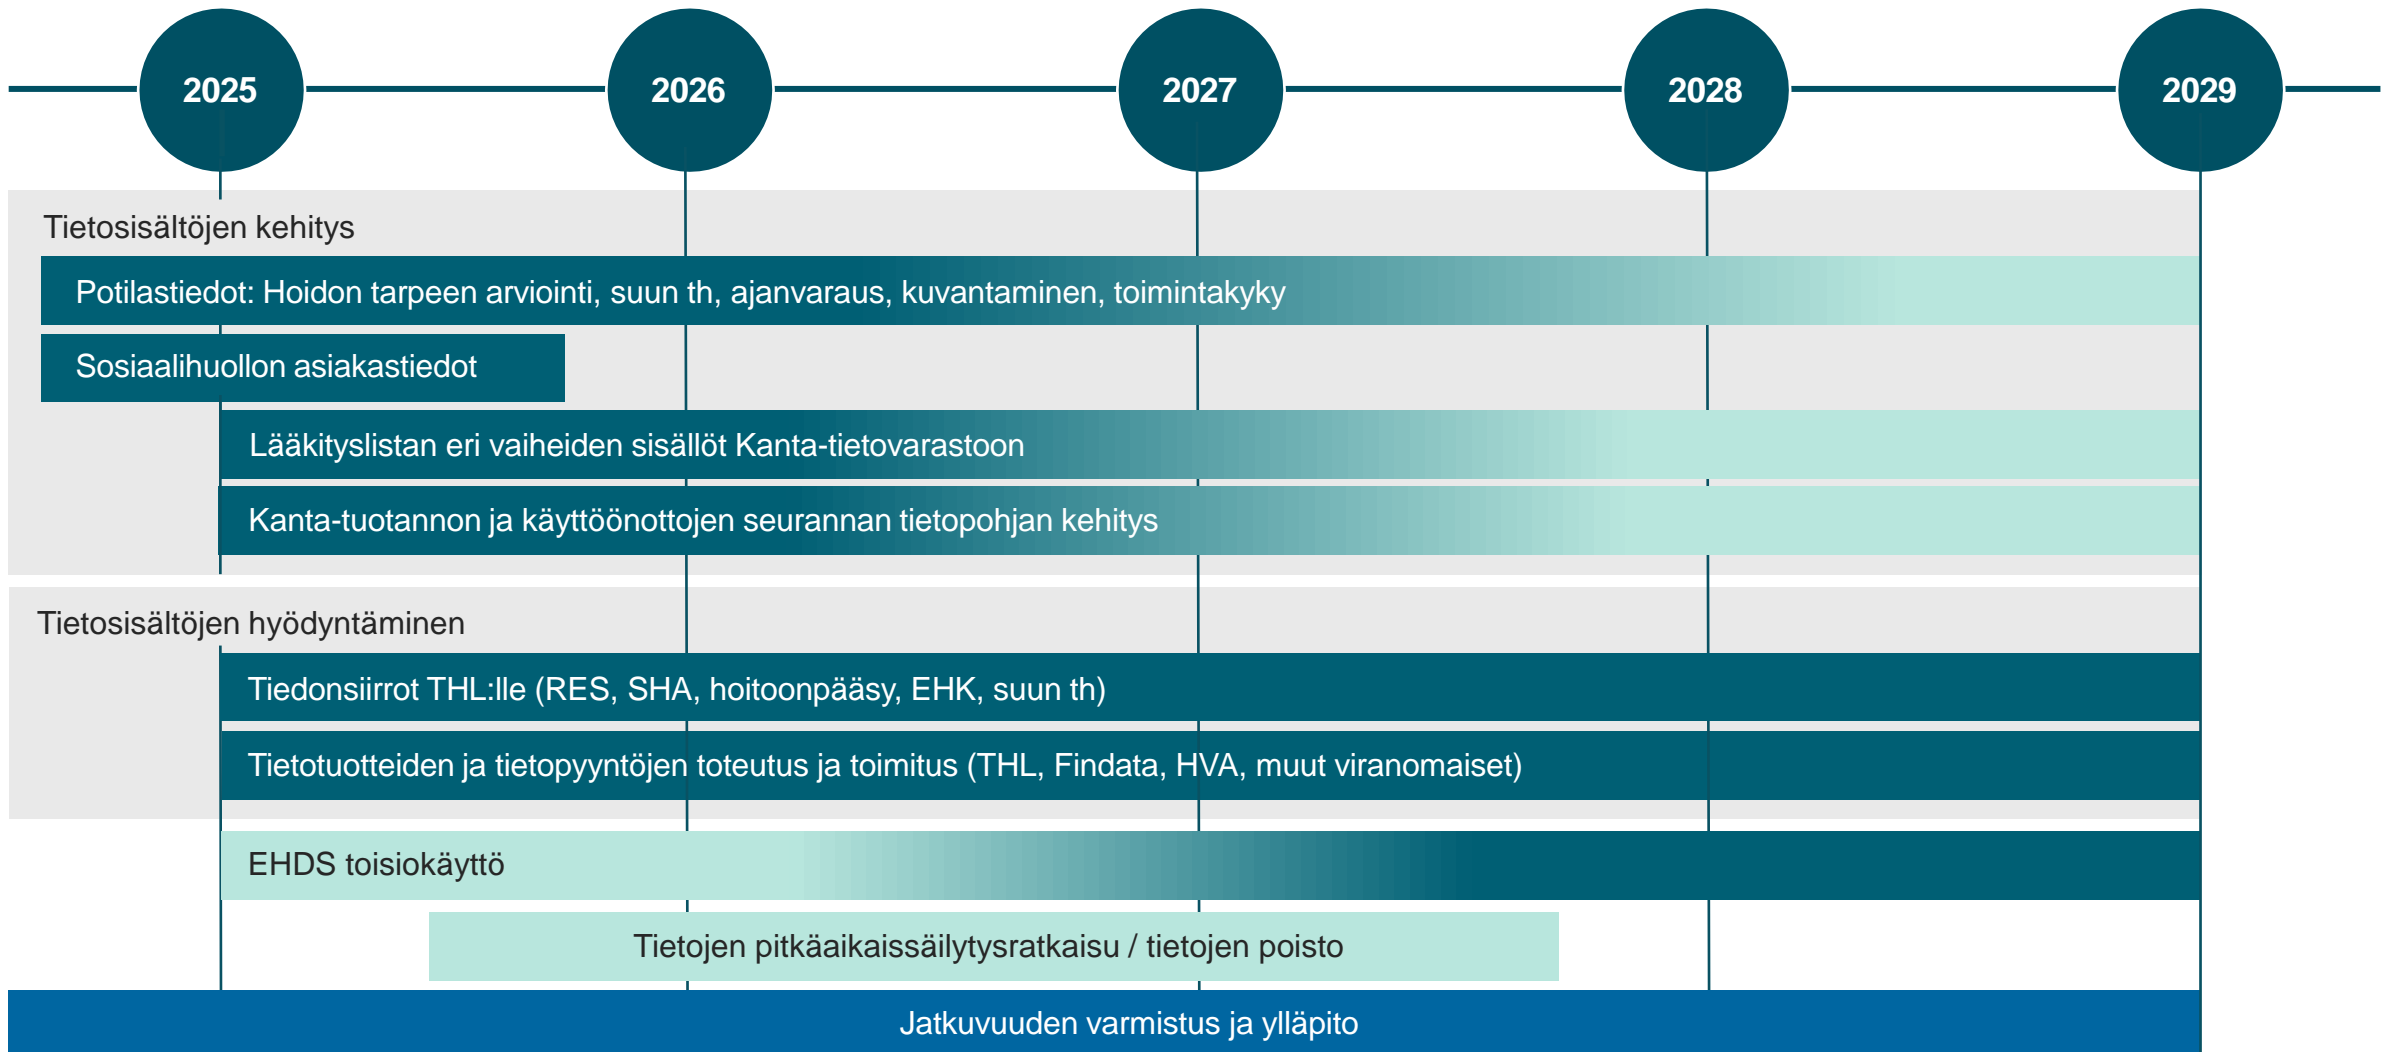 2025
2026
2027
2028
2029
Tietosisältöjen kehitys
Potilastiedot: Hoidon tarpeen arviointi, suun th, ajanvaraus, kuvantaminen, toimintakyky
Sosiaalihuollon asiakastiedot
Lääkityslistan eri vaiheiden sisällöt Kanta-tietovarastoon
Kanta-tuotannon ja käyttöönottojen seurannan tietopohjan kehitys
Tietosisältöjen hyödyntäminen
Tiedonsiirrot THL:lle (RES, SHA, hoitoonpääsy, EHK, suun th)
Tietotuotteiden ja tietopyyntöjen toteutus ja toimitus (THL, Findata, HVA, muut viranomaiset)
EHDS toisiokäyttö
Tietojen pitkäaikaissäilytysratkaisu / tietojen poisto
Jatkuvuuden varmistus ja ylläpito